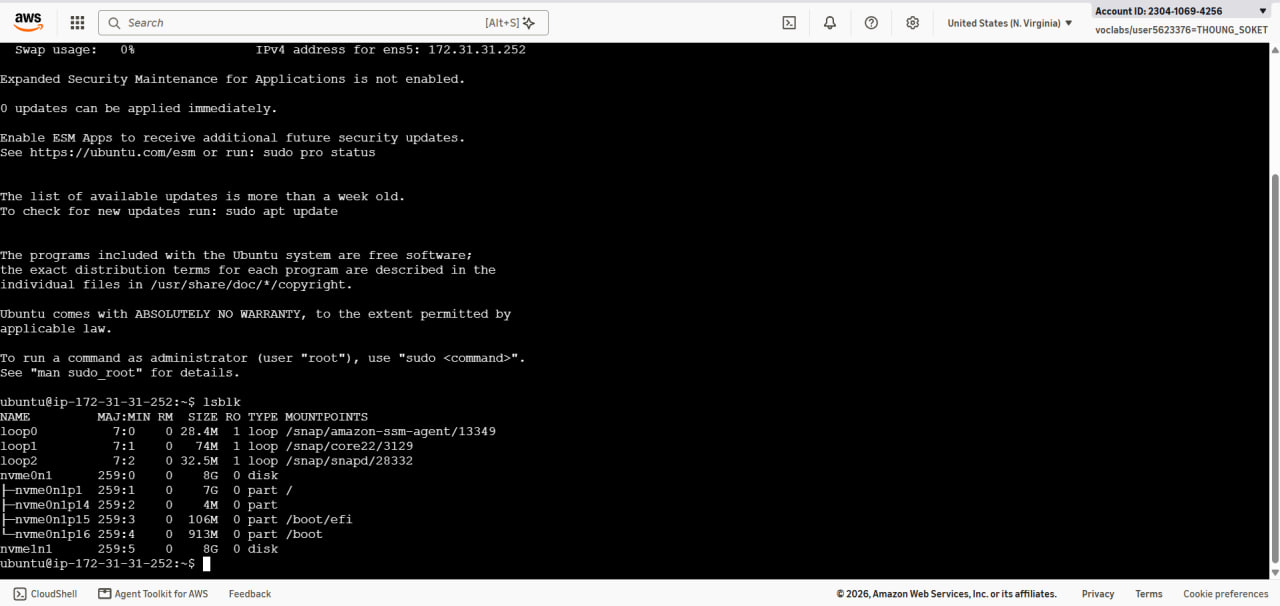 aws
Search
[Alt+S]
United States (N. Virginia)
Account ID: 2304-1069-4256
voclabs/user5623376=THOUNG_SOKET
Swap usage:   0%                IPv4 address for ens5: 172.31.31.252
Expanded Security Maintenance for Applications is not enabled.
0 updates can be applied immediately.
Enable ESM Apps to receive additional future security updates.
See https://ubuntu.com/esm or run: sudo pro status
The list of available updates is more than a week old.
To check for new updates run: sudo apt update
The programs included with the Ubuntu system are free software;
the exact distribution terms for each program are described in the
individual files in /usr/share/doc/*/copyright.
Ubuntu comes with ABSOLUTELY NO WARRANTY, to the extent permitted by
applicable law.
To run a command as administrator (user "root"), use "sudo <command>".
See "man sudo_root" for details.
ubuntu@ip-172-31-31-252:~$ lsblk
NAME         MAJ:MIN RM  SIZE RO TYPE MOUNTPOINTS
loop0          7:0    0 28.4M  1 loop /snap/amazon-ssm-agent/13349
loop1          7:1    0   74M  1 loop /snap/core22/3129
loop2          7:2    0 32.5M  1 loop /snap/snapd/28332
nvme0n1      259:0    0    8G  0 disk
├─nvme0n1p1  259:1    0    7G  0 part /
├─nvme0n1p14 259:2    0    4M  0 part
├─nvme0n1p15 259:3    0  106M  0 part /boot/efi
└─nvme0n1p16 259:4    0  913M  0 part /boot
nvme1n1      259:5    0    8G  0 disk
ubuntu@ip-172-31-31-252:~$
CloudShell
Agent Toolkit for AWS
Feedback
© 2026, Amazon Web Services, Inc. or its affiliates.
Privacy
Terms
Cookie preferences